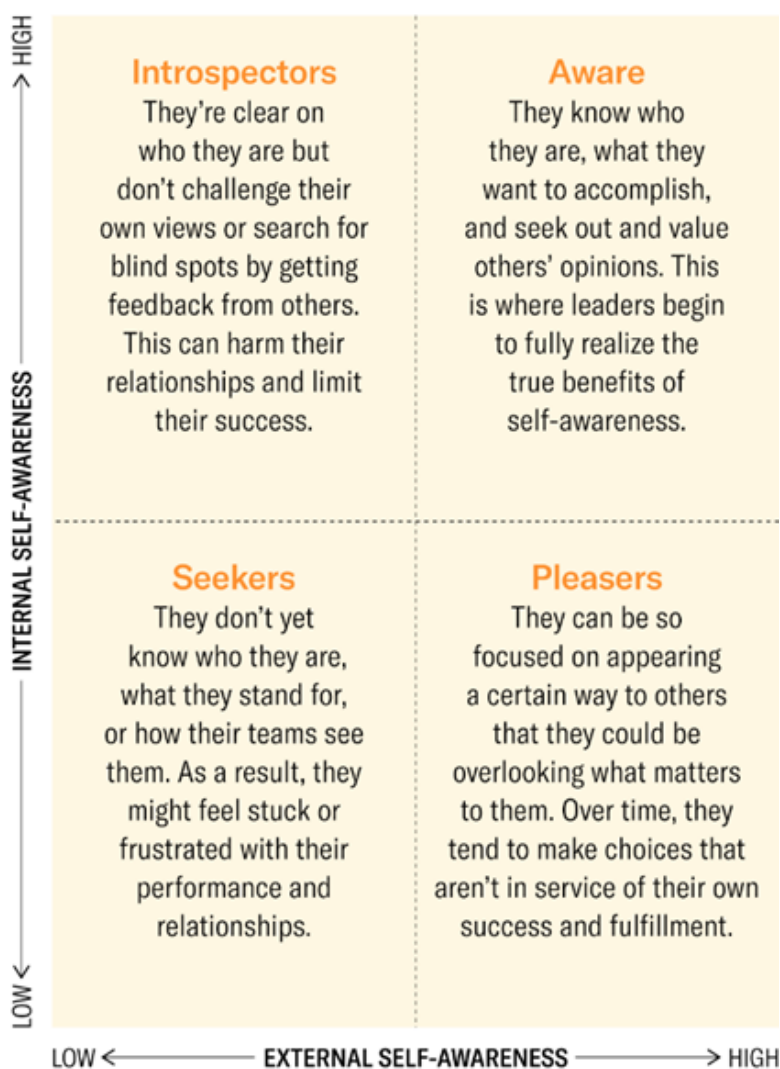 Introspectors
They’re clear on
who they are but
don’t challenge their
own views or search for
blind spots by getting
feedback from others.
This can harm their
relationships and limit
their success.
Aware
They know who
they are, what they
want to accomplish,
and seek out and value
others’ opinions. This
is where leaders begin
to fully realize the
true benefits of
self-awareness.
Seekers
They don’t yet
know who they are,
what they stand for,
or how their teams see
them. As a result, they
might feel stuck or
frustrated with their
performance and
relationships.
Pleasers
They can be so
focused on appearing
a certain way to others
that they could be
overlooking what matters
to them. Over time, they
tend to make choices that
aren’t in service of their own
success and fulfillment.
LOW INTERNAL SELF-AWARENESS HIGH
LOW EXTERNAL SELF-AWARENESS HIGH